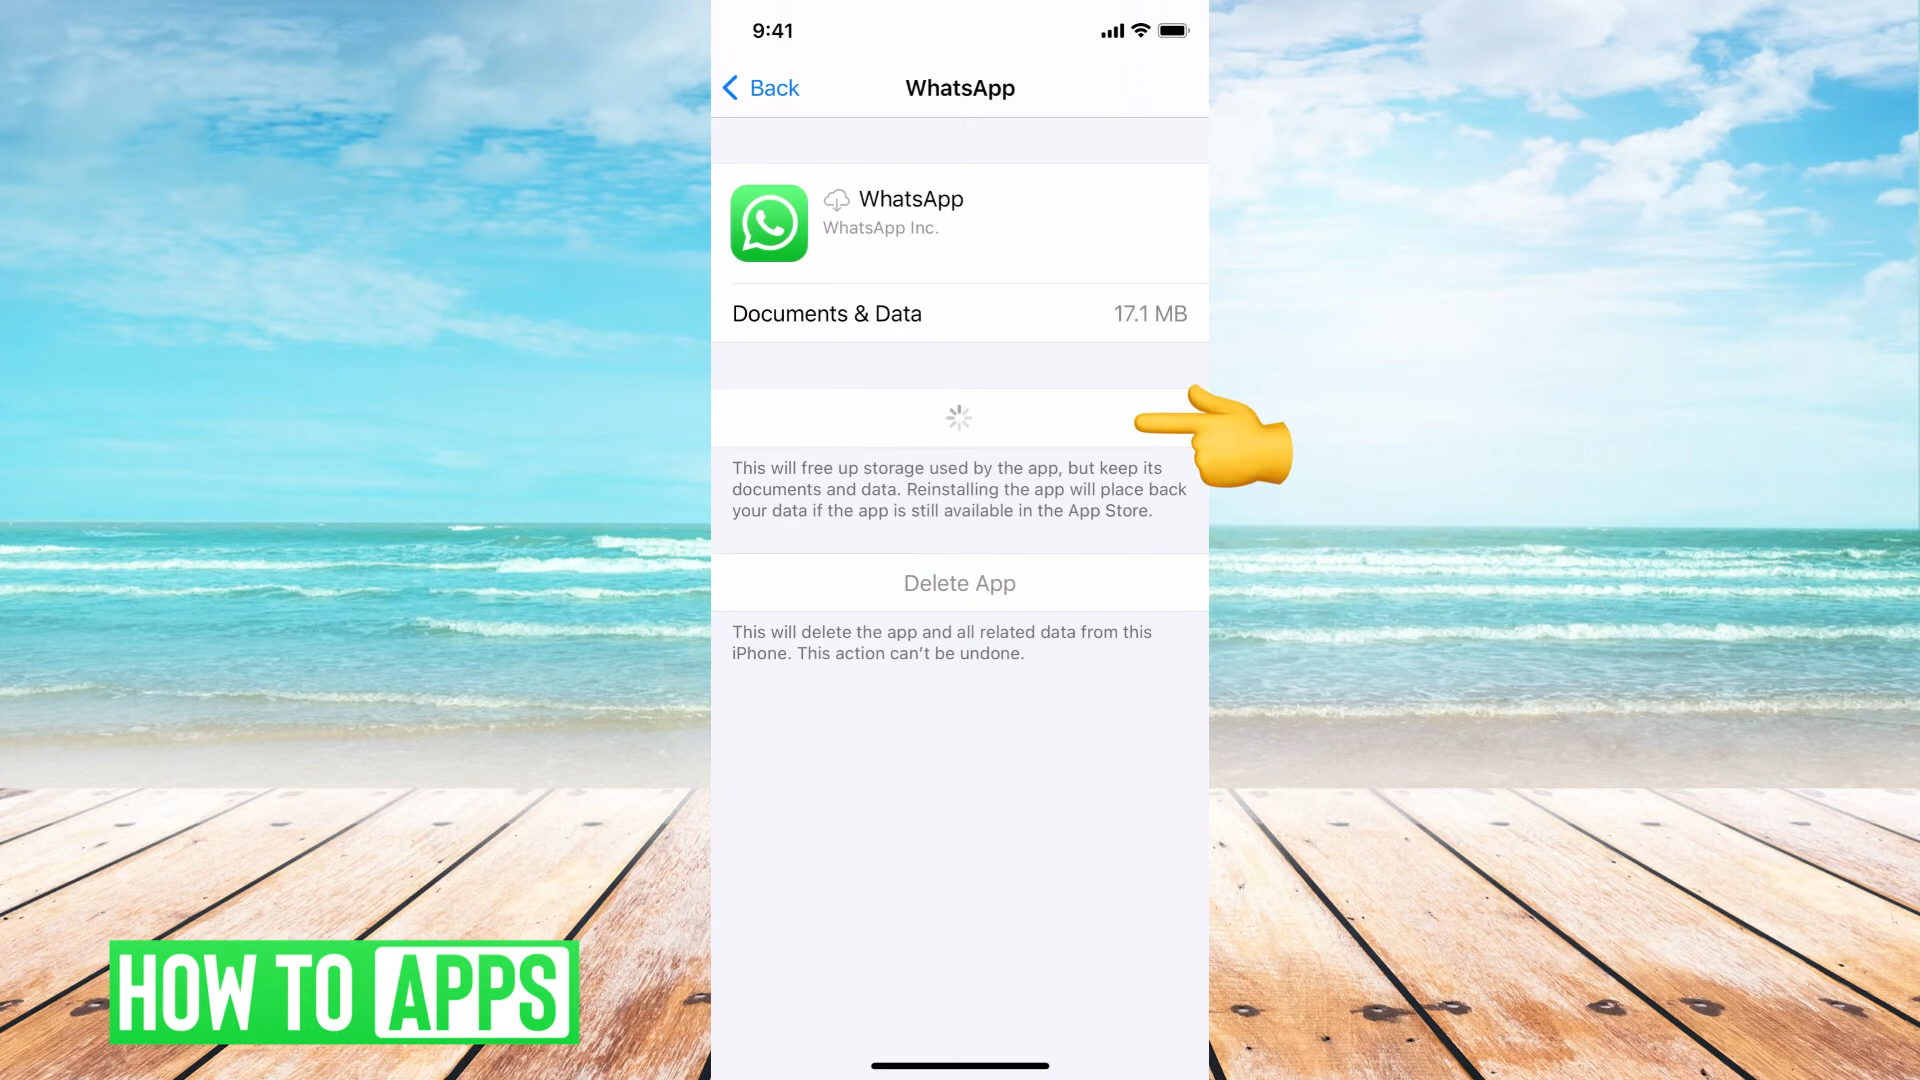 9:41
Back
WhatsApp
WhatsApp
WhatsApp Inc.
Documents & Data
17.1 MB
This will free up storage used by the app, but keep its
documents and data. Reinstalling the app will place back
your data if the app is still available in the App Store.
Delete App
This will delete the app and all related data from this
iPhone. This action can’t be undone.
HOW TO APPS